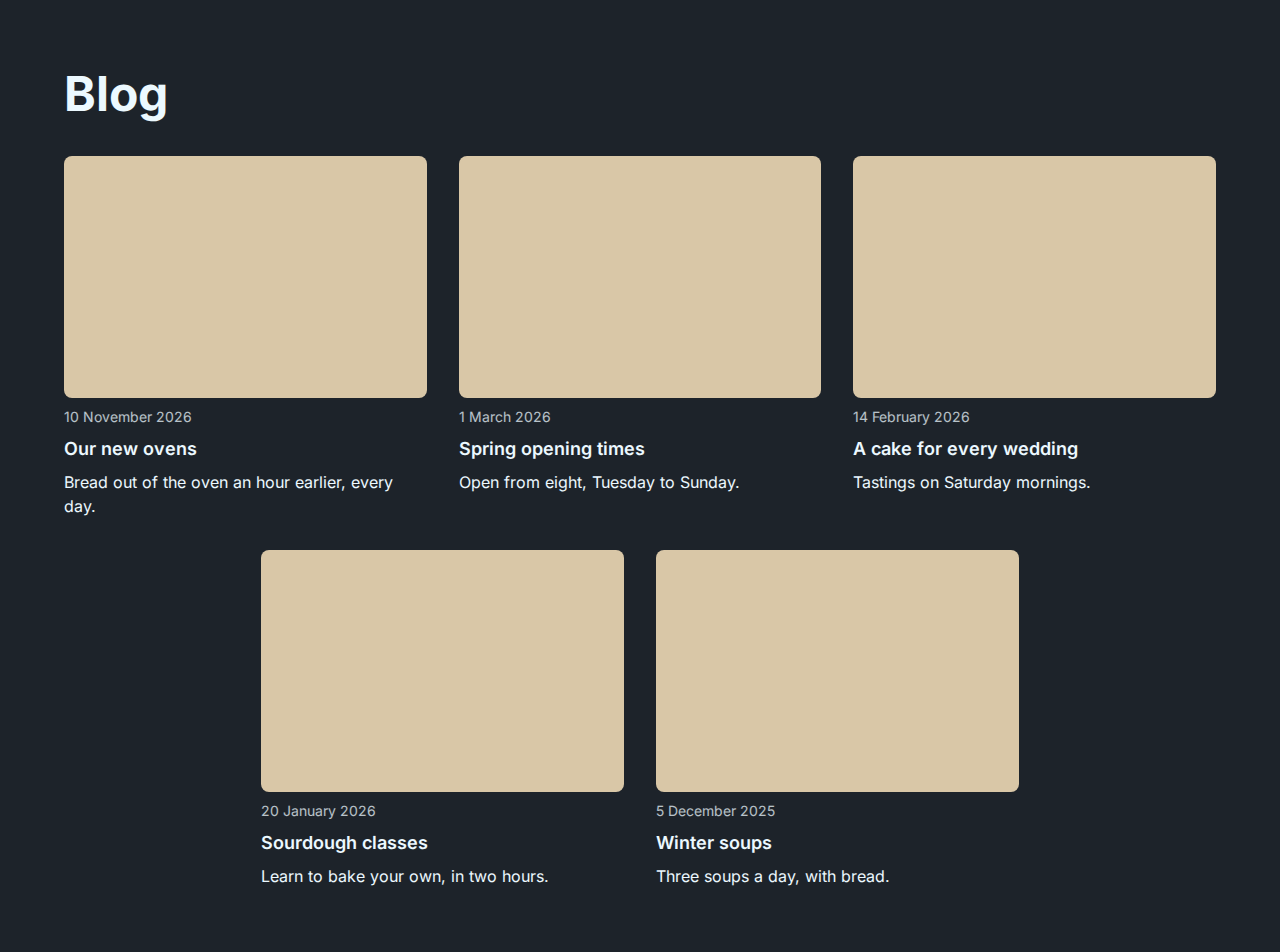 Blog
10 November 2026
Our new ovens
Bread out of the oven an hour earlier, every
day.
1 March 2026
Spring opening times
Open from eight, Tuesday to Sunday.
14 February 2026
A cake for every wedding
Tastings on Saturday mornings.
20 January 2026
Sourdough classes
Learn to bake your own, in two hours.
5 December 2025
Winter soups
Three soups a day, with bread.